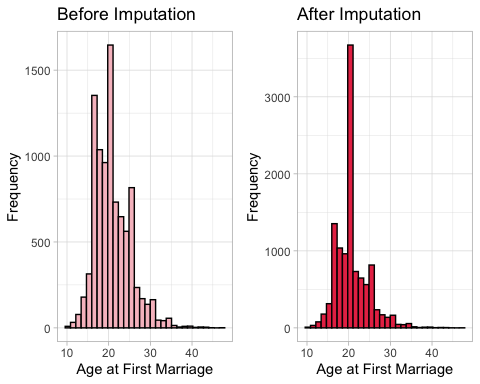 Before Imputation
After Imputation
Frequency
1500
1000
500
0
10 20 30 40
Age at First Marriage
Frequency
3000
2000
1000
0
10 20 30 40
Age at First Marriage